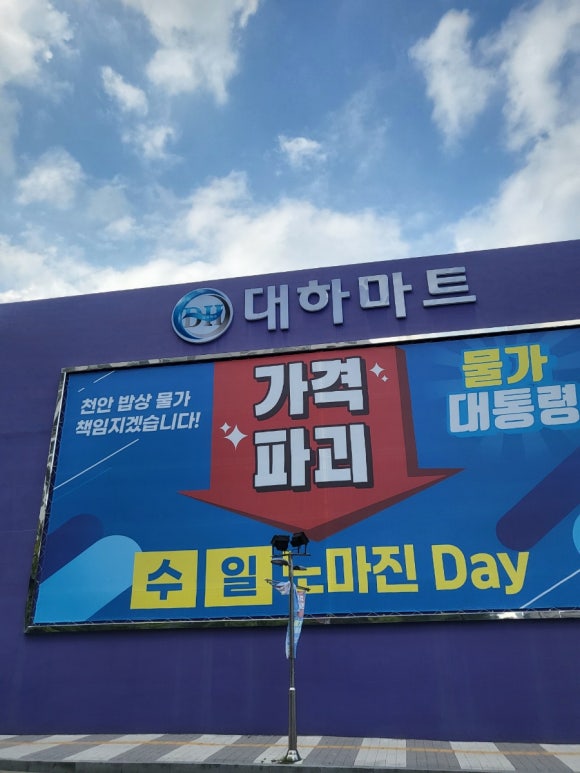 DH 대하마트
천안 밥상 물가
책임지겠습니다!
가격
파괴
물가
대통령
수 일 노마진 Day